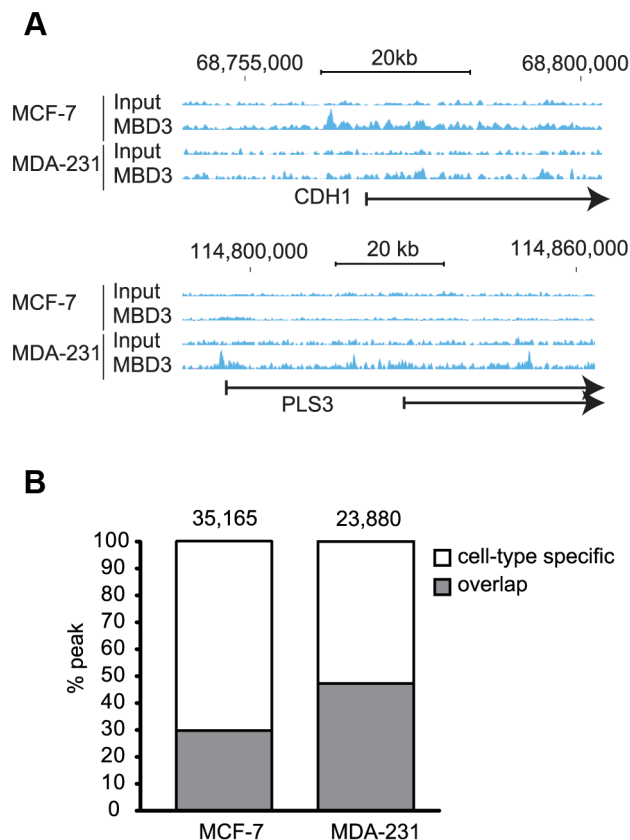 A
68,755,000 20kb 68,800,000
MCF-7 Input
MBD3
MDA-231 Input
MBD3
CDH1
114,800,000 20 kb 114,860,000
MCF-7 Input
MBD3
MDA-231 Input
MBD3
PLS3
B
35,165 23,880
100
90
80
70
60
50
40
30
20
10
0
% peak
cell-type specific
overlap
MCF-7 MDA-231